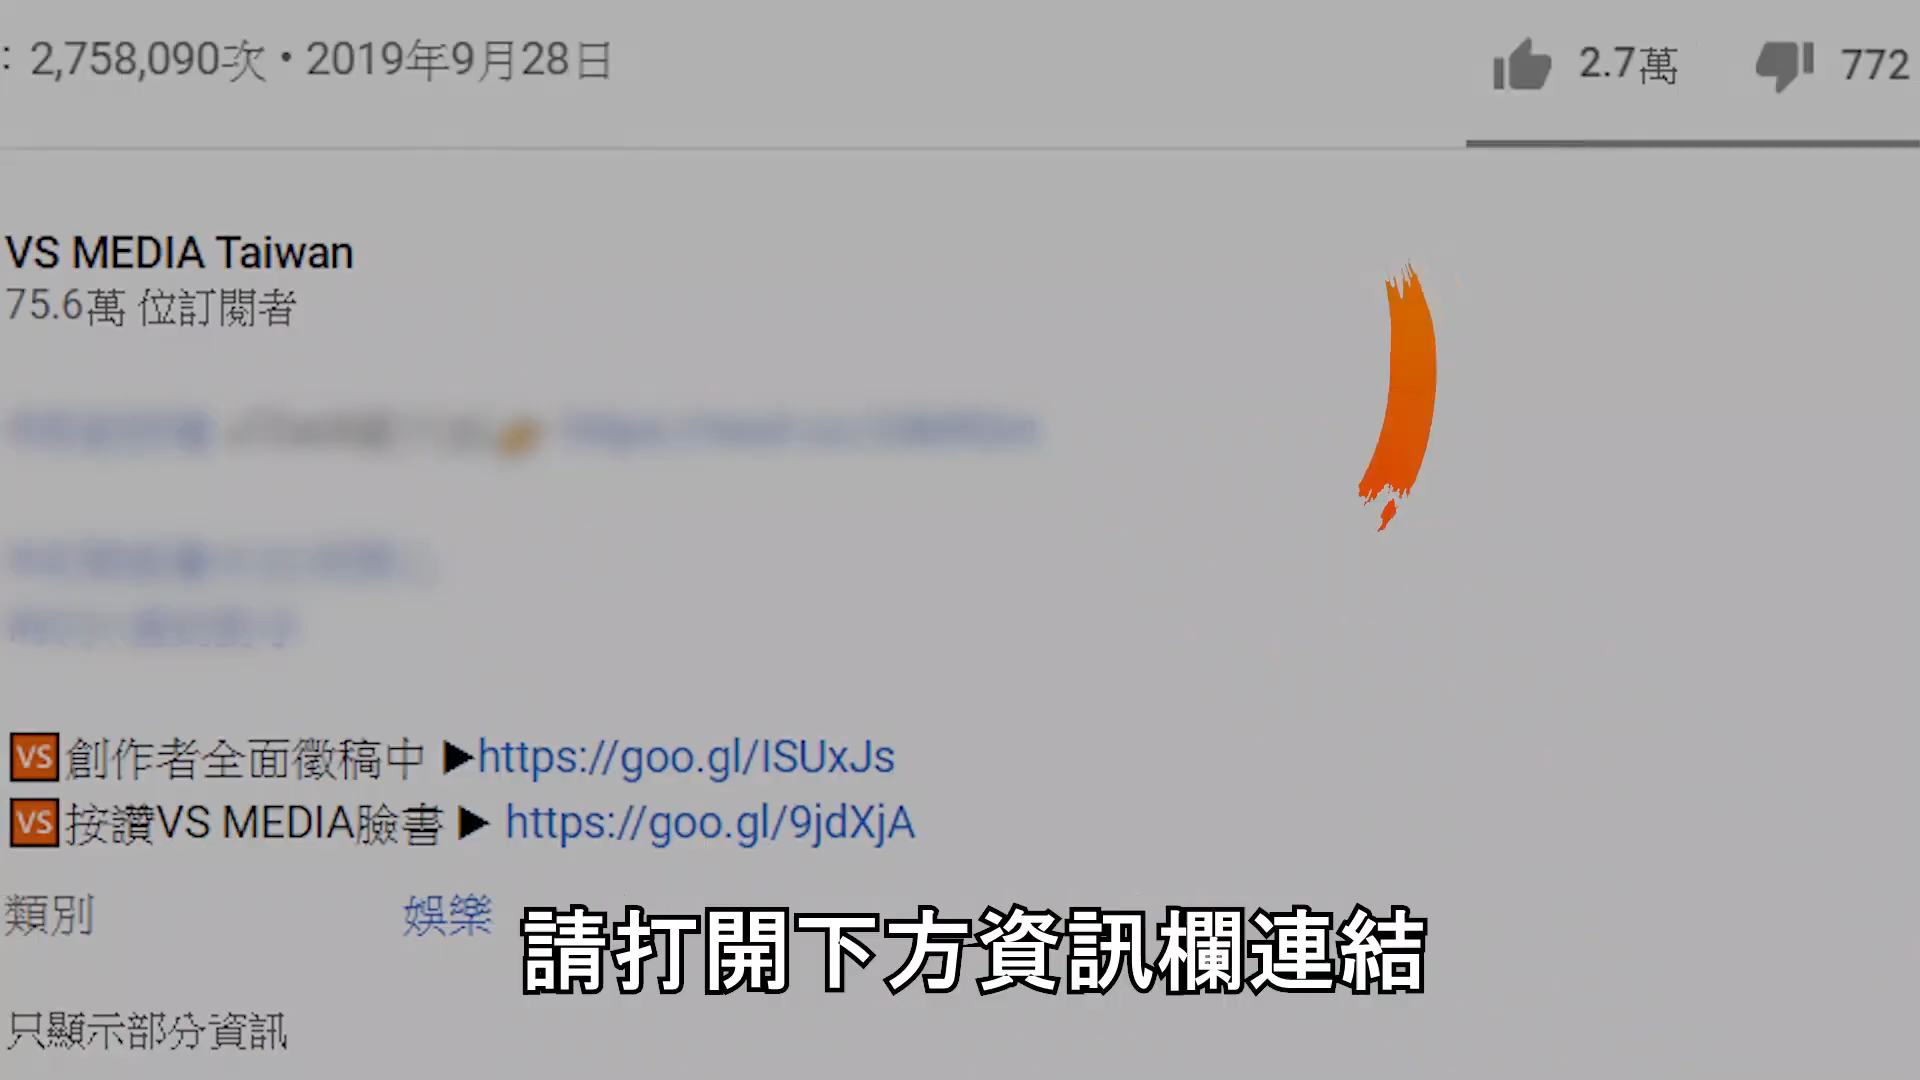 : 2,758,090次 • 2019年9月28日
2.7萬
772
VS MEDIA Taiwan
75.6萬 位訂閱者
VS 創作者全面徵稿中 ▶https://goo.gl/ISUxJs
VS 按讚VS MEDIA臉書 ▶ https://goo.gl/9jdXjA
類別 娛樂
請打開下方資訊欄連結
只顯示部分資訊